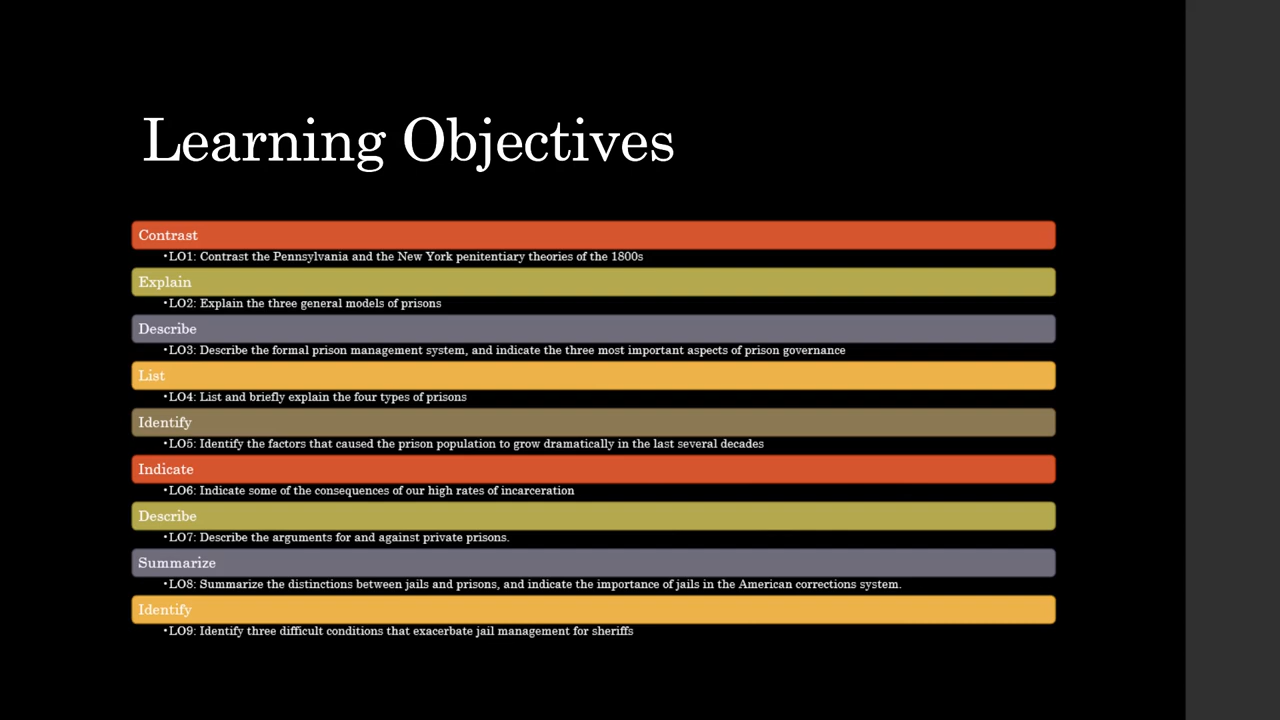 Learning Objectives
Contrast
•LO1: Contrast the Pennsylvania and the New York penitentiary theories of the 1800s
Explain
•LO2: Explain the three general models of prisons
Describe
•LO3: Describe the formal prison management system, and indicate the three most important aspects of prison governance
List
•LO4: List and briefly explain the four types of prisons
Identify
•LO5: Identify the factors that caused the prison population to grow dramatically in the last several decades
Indicate
•LO6: Indicate some of the consequences of our high rates of incarceration
Describe
•LO7: Describe the arguments for and against private prisons.
Summarize
•LO8: Summarize the distinctions between jails and prisons, and indicate the importance of jails in the American corrections system.
Identify
•LO9: Identify three difficult conditions that exacerbate jail management for sheriffs